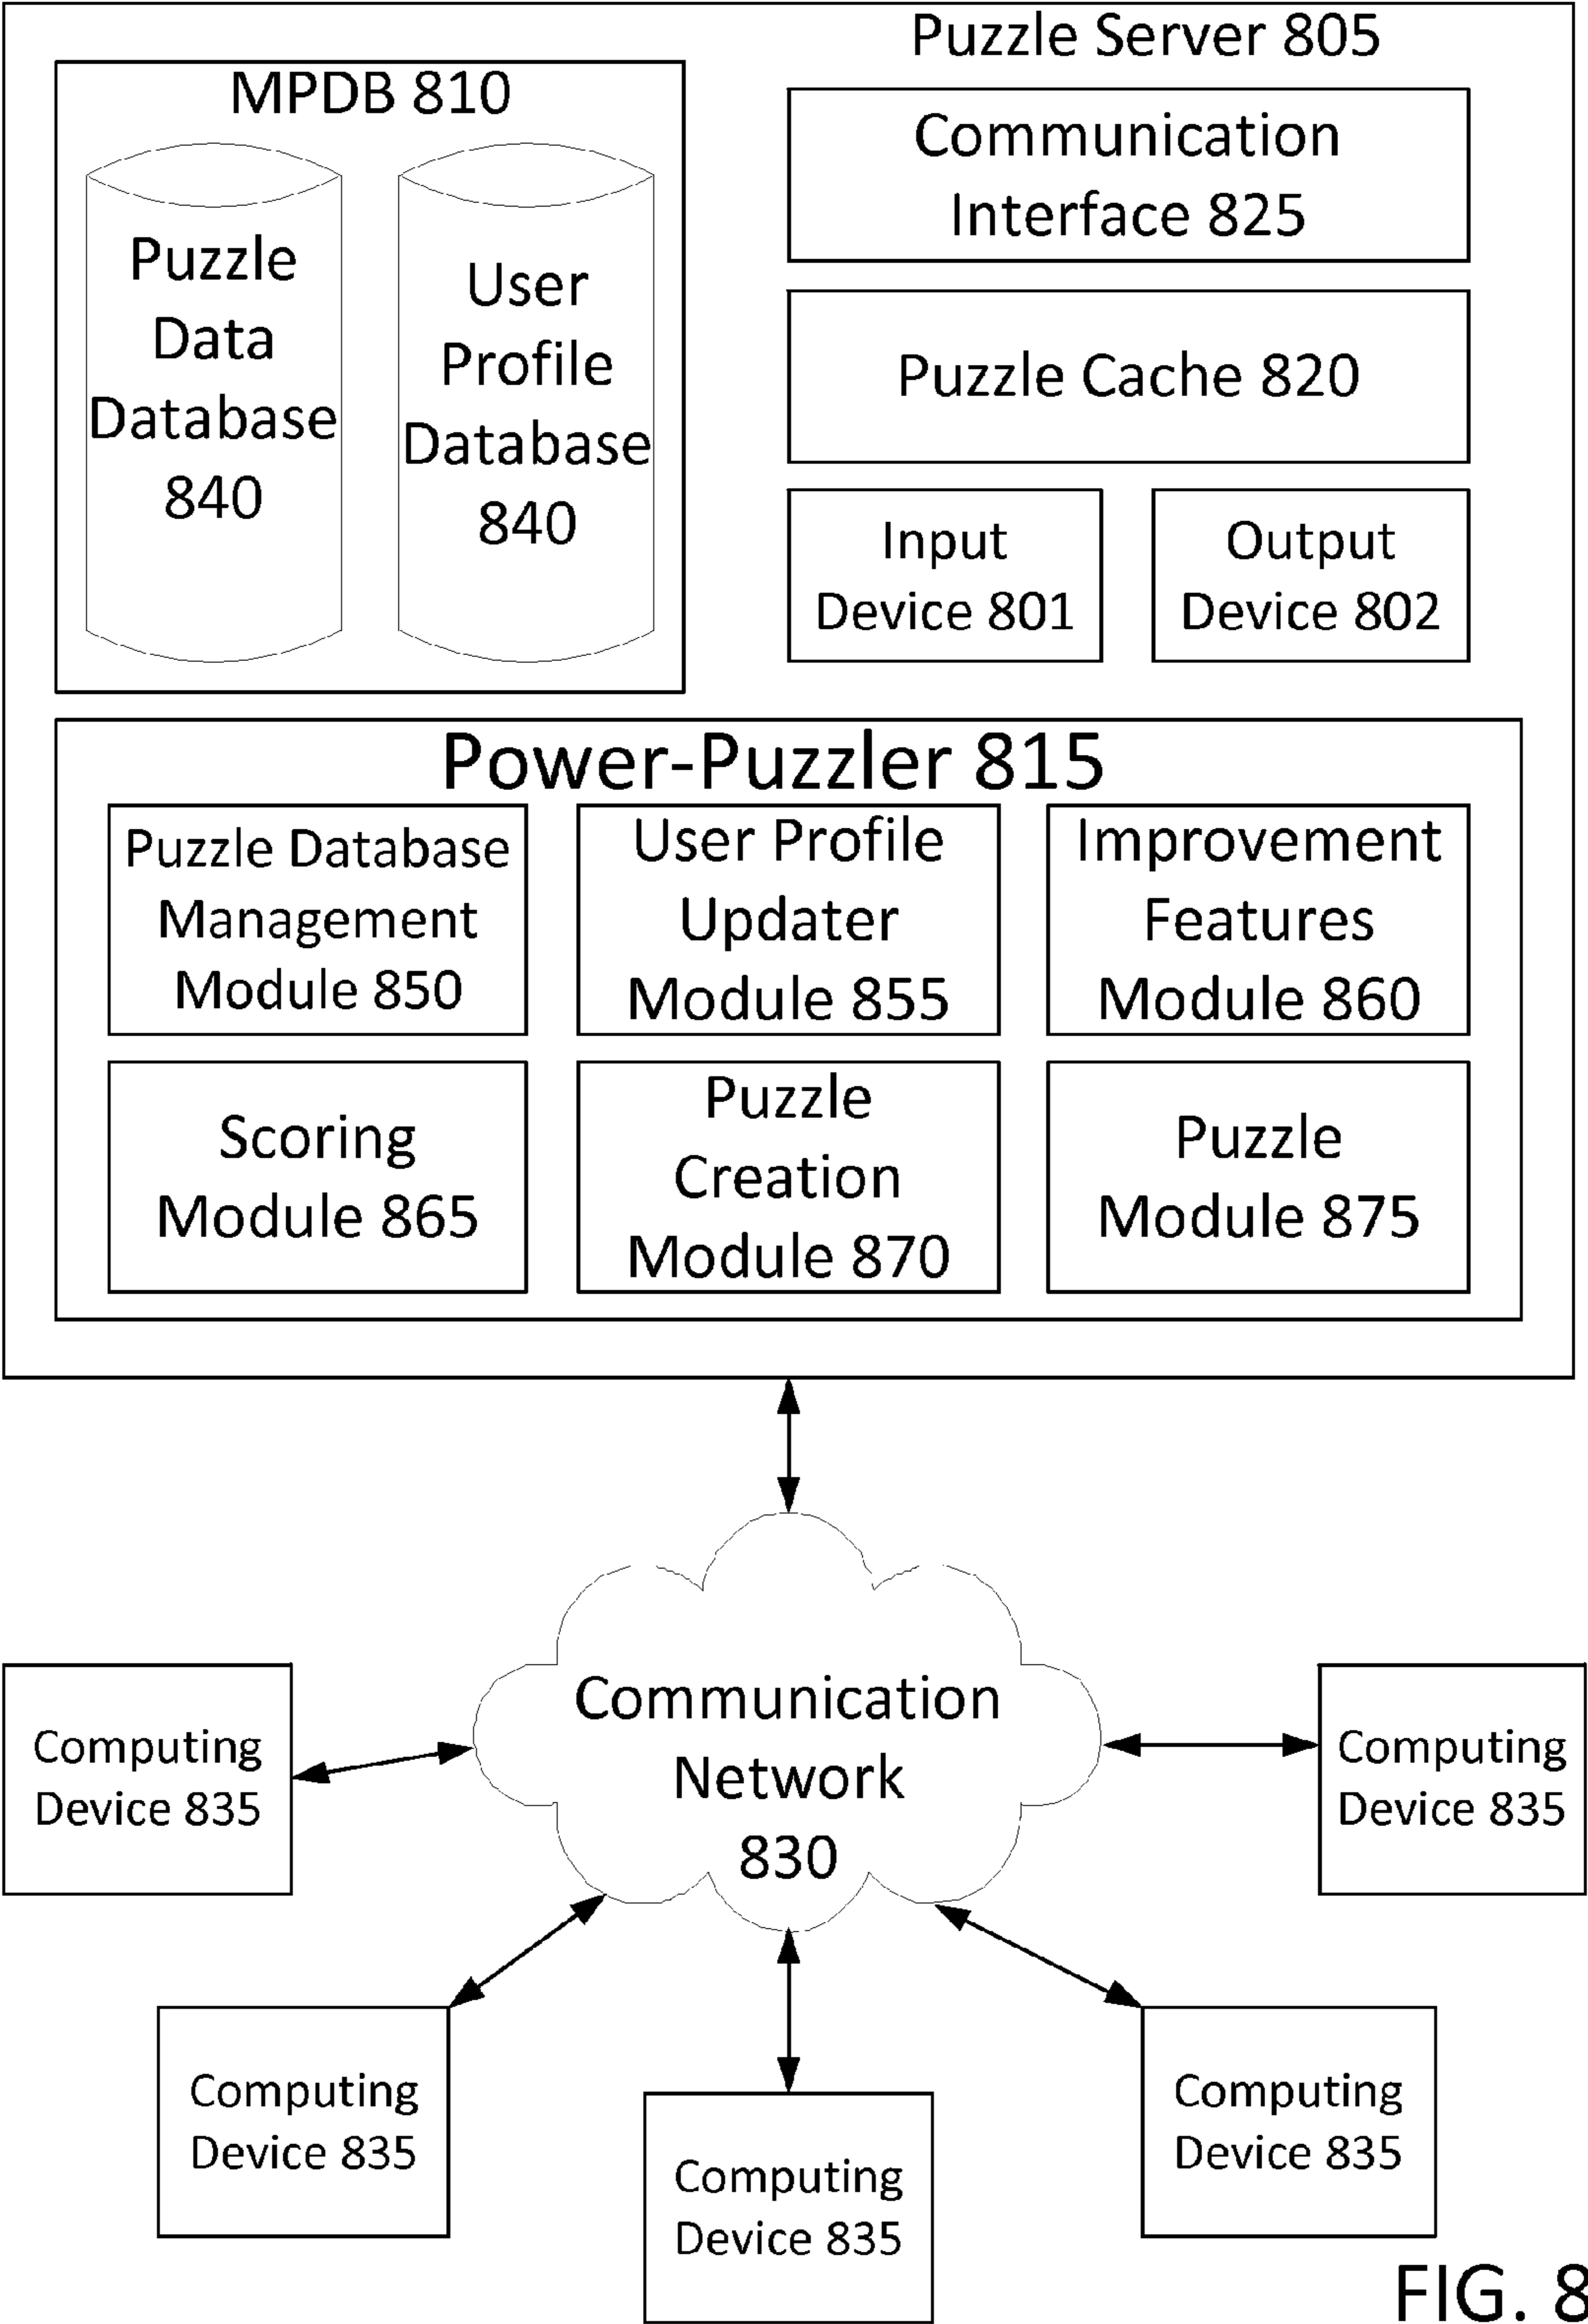 Puzzle Server 805
MPDB 810
Puzzle
Data
Database
840
User
Profile
Database
840
Communication
Interface 825
Puzzle Cache 820
Input
Device 801
Output
Device 802
Power-Puzzler 815
Puzzle Database
Management
Module 850
User Profile
Updater
Module 855
Improvement
Features
Module 860
Scoring
Module 865
Puzzle
Creation
Module 870
Puzzle
Module 875
Communication
Network
830
Computing
Device 835
Computing
Device 835
Computing
Device 835
Computing
Device 835
Computing
Device 835
FIG. 8